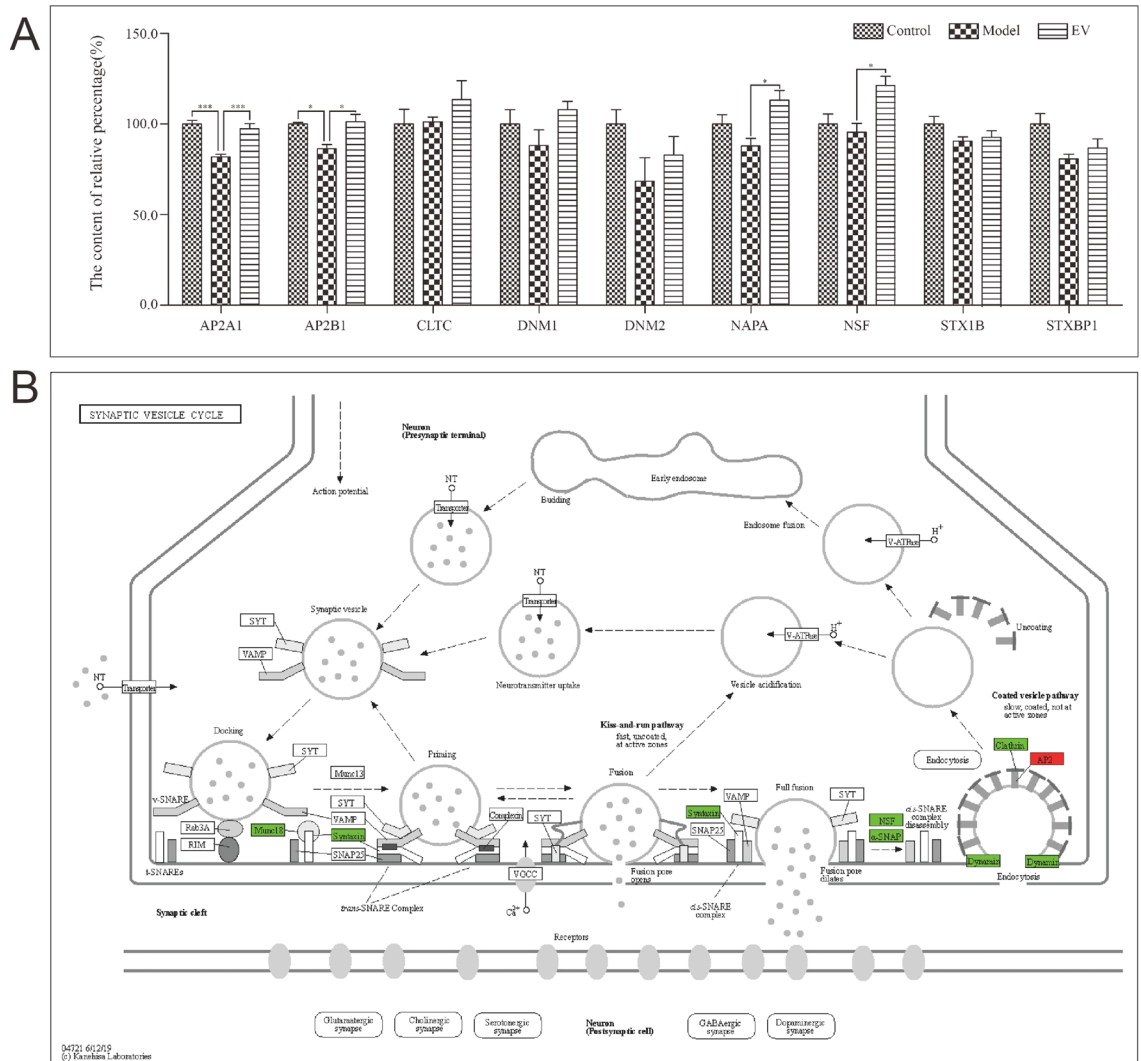 A
Control Model EV
The content of relative percentage(%)
150.0
100.0
50.0
0.0
*** *** * * * *
AP2A1 AP2B1 CLTC DNM1 DNM2 NAPA NSF STX1B STXBP1
B
SYNAPTIC VESICLE CYCLE
Neuron
(Presynaptic terminal)
Action potential
NT
Transporter
Budding
Early endosome
Endosome fusion
V-ATPase
H+
NT
Transporter
Synaptic vesicle
SYT
VAMP
Neurotransmitter uptake
V-ATPase
H+
Vesicle acidification
Uncoating
NT
Transporter
Coated vesicle pathway
slow, coated, not at
active zones
Kiss-and-run pathway
fast, uncoated,
at active zones
Docking
SYT
Priming
Fusion
Full fusion
Endocytosis
Clathrin
AP2
Munc13
v-SNARE
SYT
VAMP
Complexin
SYT
Syntaxin
VAMP
SNAP25
SYT
cis-SNARE
complex
disassembly
NSF
α-SNAP
Rab3A
RIM
Munc18
Syntaxin
SNAP25
t-SNAREs
VGCC
Fusion pore
opens
Fusion pore
dilates
Dynamin
Dynamin
Endocytosis
trans-SNARE Complex
Ca2+
cis-SNARE
complex
Synaptic cleft
Receptors
Glutamatergic
synapse
Cholinergic
synapse
Serotonergic
synapse
Neuron
(Postsynaptic cell)
GABAergic
synapse
Dopaminergic
synapse
04721 6/12/19
(c) Kanehisa Laboratories